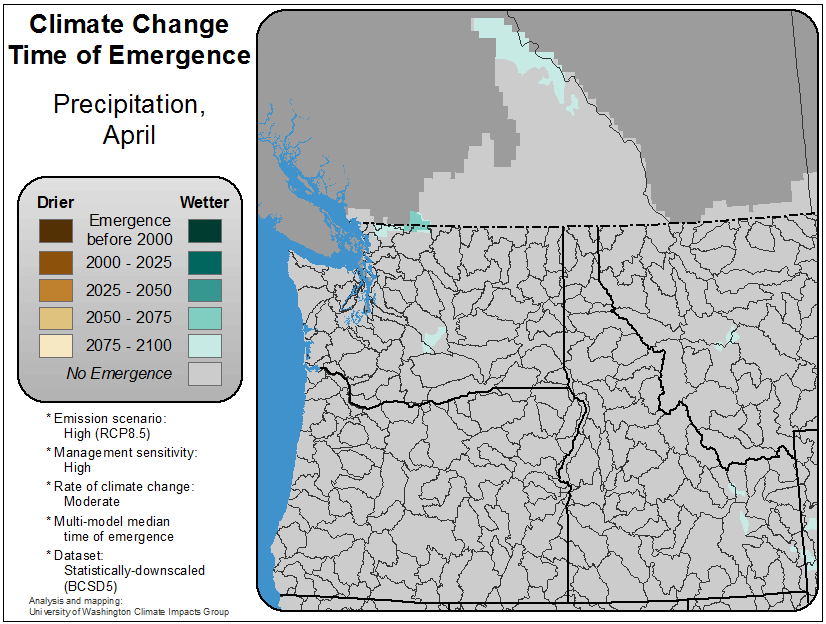 Climate Change
Time of Emergence
Precipitation,
April
Drier
Wetter
Emergence
before 2000
2000 - 2025
2025 - 2050
2050 - 2075
2075 - 2100
No Emergence
* Emission scenario:
High (RCP8.5)
* Management sensitivity:
High
* Rate of climate change:
Moderate
* Multi-model median
time of emergence
* Dataset:
Statistically-downscaled
(BCSD5)
Analysis and mapping:
University of Washington Climate Impacts Group